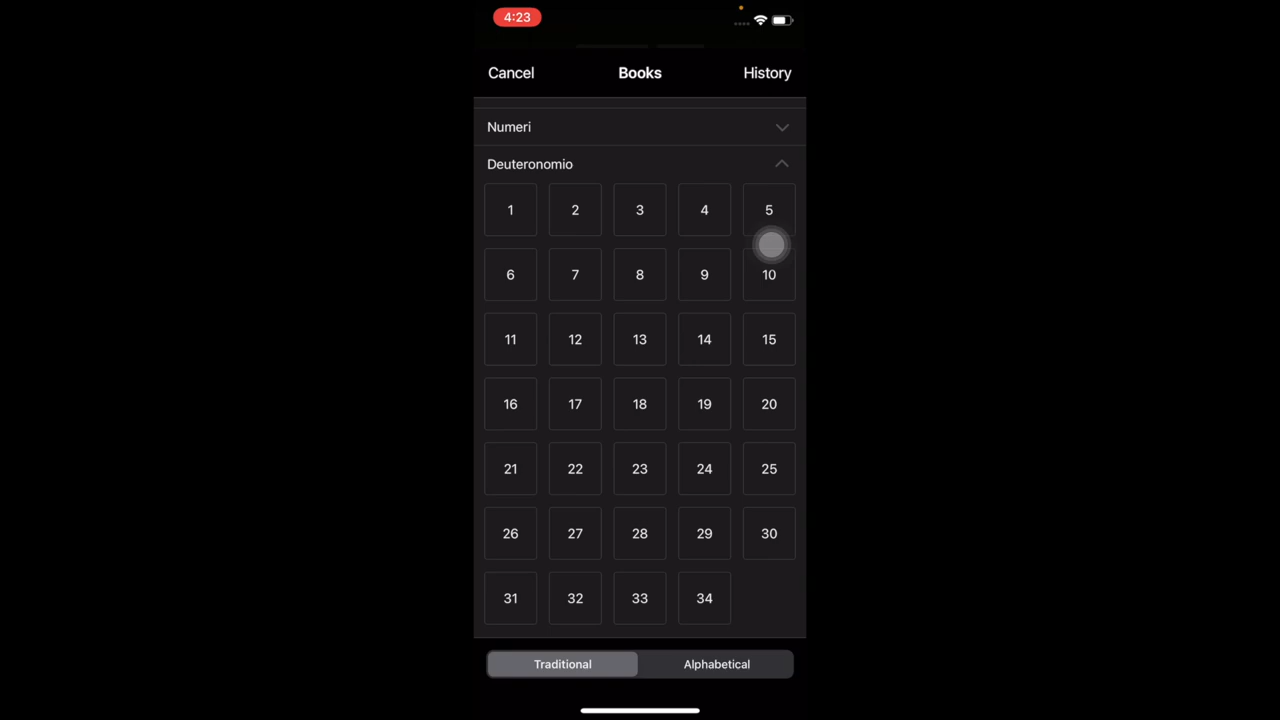 4:23
Cancel Books History
Numeri
Deuteronomio
1 2 3 4 5
6 7 8 9 10
11 12 13 14 15
16 17 18 19 20
21 22 23 24 25
26 27 28 29 30
31 32 33 34
Traditional Alphabetical